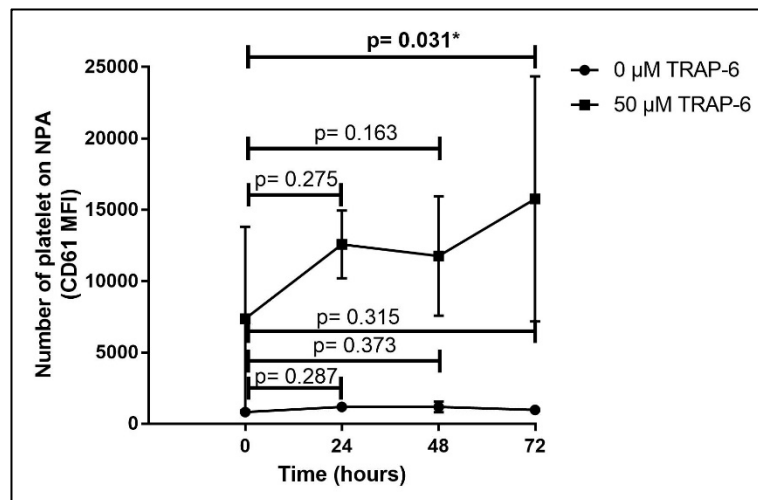 p= 0.031*
0 µM TRAP-6
50 µM TRAP-6
25000
20000
15000
10000
5000
0
Number of platelet on NPA
(CD61 MFI)
p= 0.163
p= 0.275
p= 0.315
p= 0.373
p= 0.287
0 24 48 72
Time (hours)